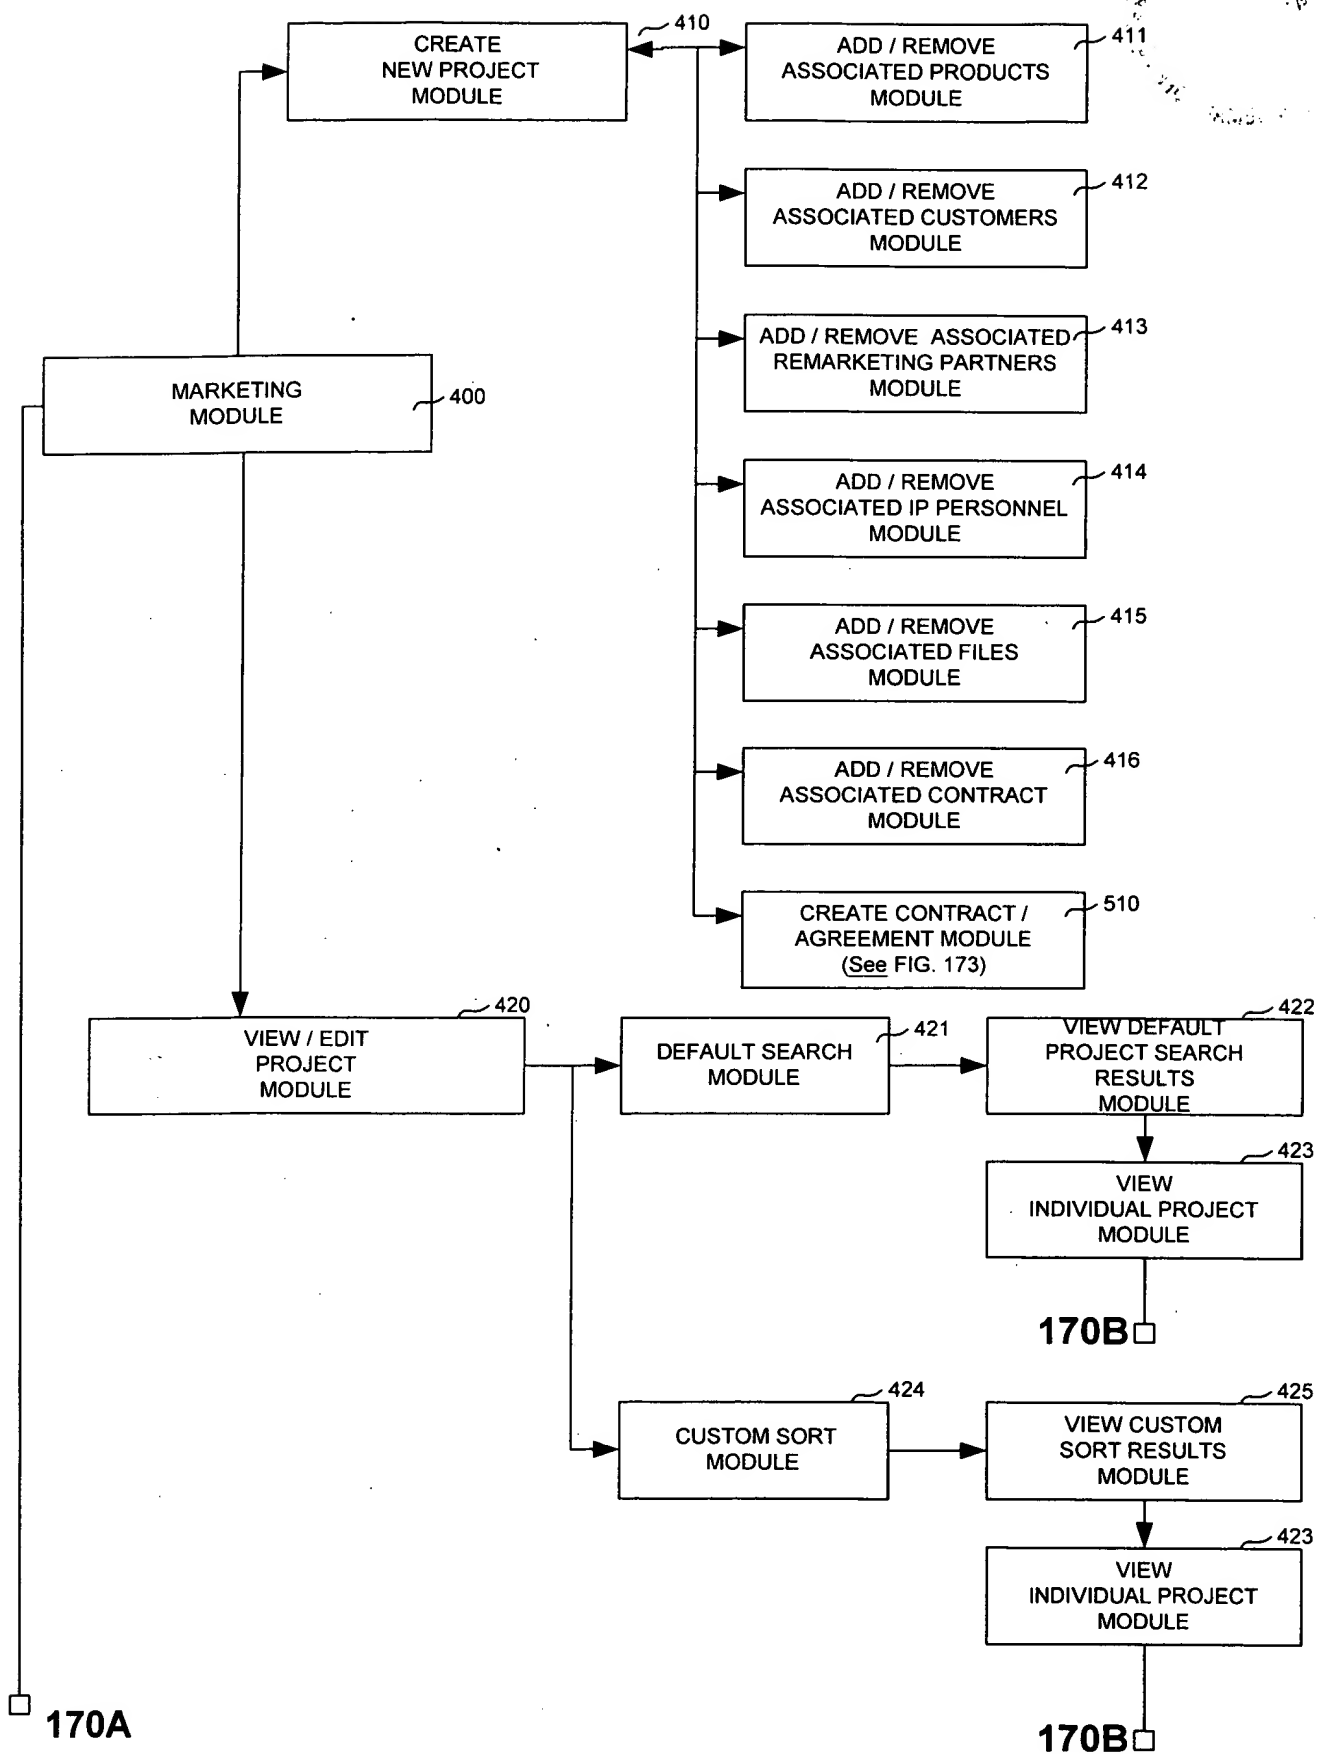 CREATE
NEW PROJECT
MODULE
410
ADD / REMOVE
ASSOCIATED PRODUCTS
MODULE
411
ADD / REMOVE
ASSOCIATED CUSTOMERS
MODULE
412
ADD / REMOVE ASSOCIATED
REMARKETING PARTNERS
MODULE
413
MARKETING
MODULE
400
ADD / REMOVE
ASSOCIATED IP PERSONNEL
MODULE
414
ADD / REMOVE
ASSOCIATED FILES
MODULE
415
ADD / REMOVE
ASSOCIATED CONTRACT
MODULE
416
CREATE CONTRACT /
AGREEMENT MODULE
(See FIG. 173)
510
VIEW / EDIT
PROJECT
MODULE
420
DEFAULT SEARCH
MODULE
421
VIEW DEFAULT
PROJECT SEARCH
RESULTS
MODULE
422
VIEW
INDIVIDUAL PROJECT
MODULE
423
170B
CUSTOM SORT
MODULE
424
VIEW CUSTOM
SORT RESULTS
MODULE
425
VIEW
INDIVIDUAL PROJECT
MODULE
423
170A
170B